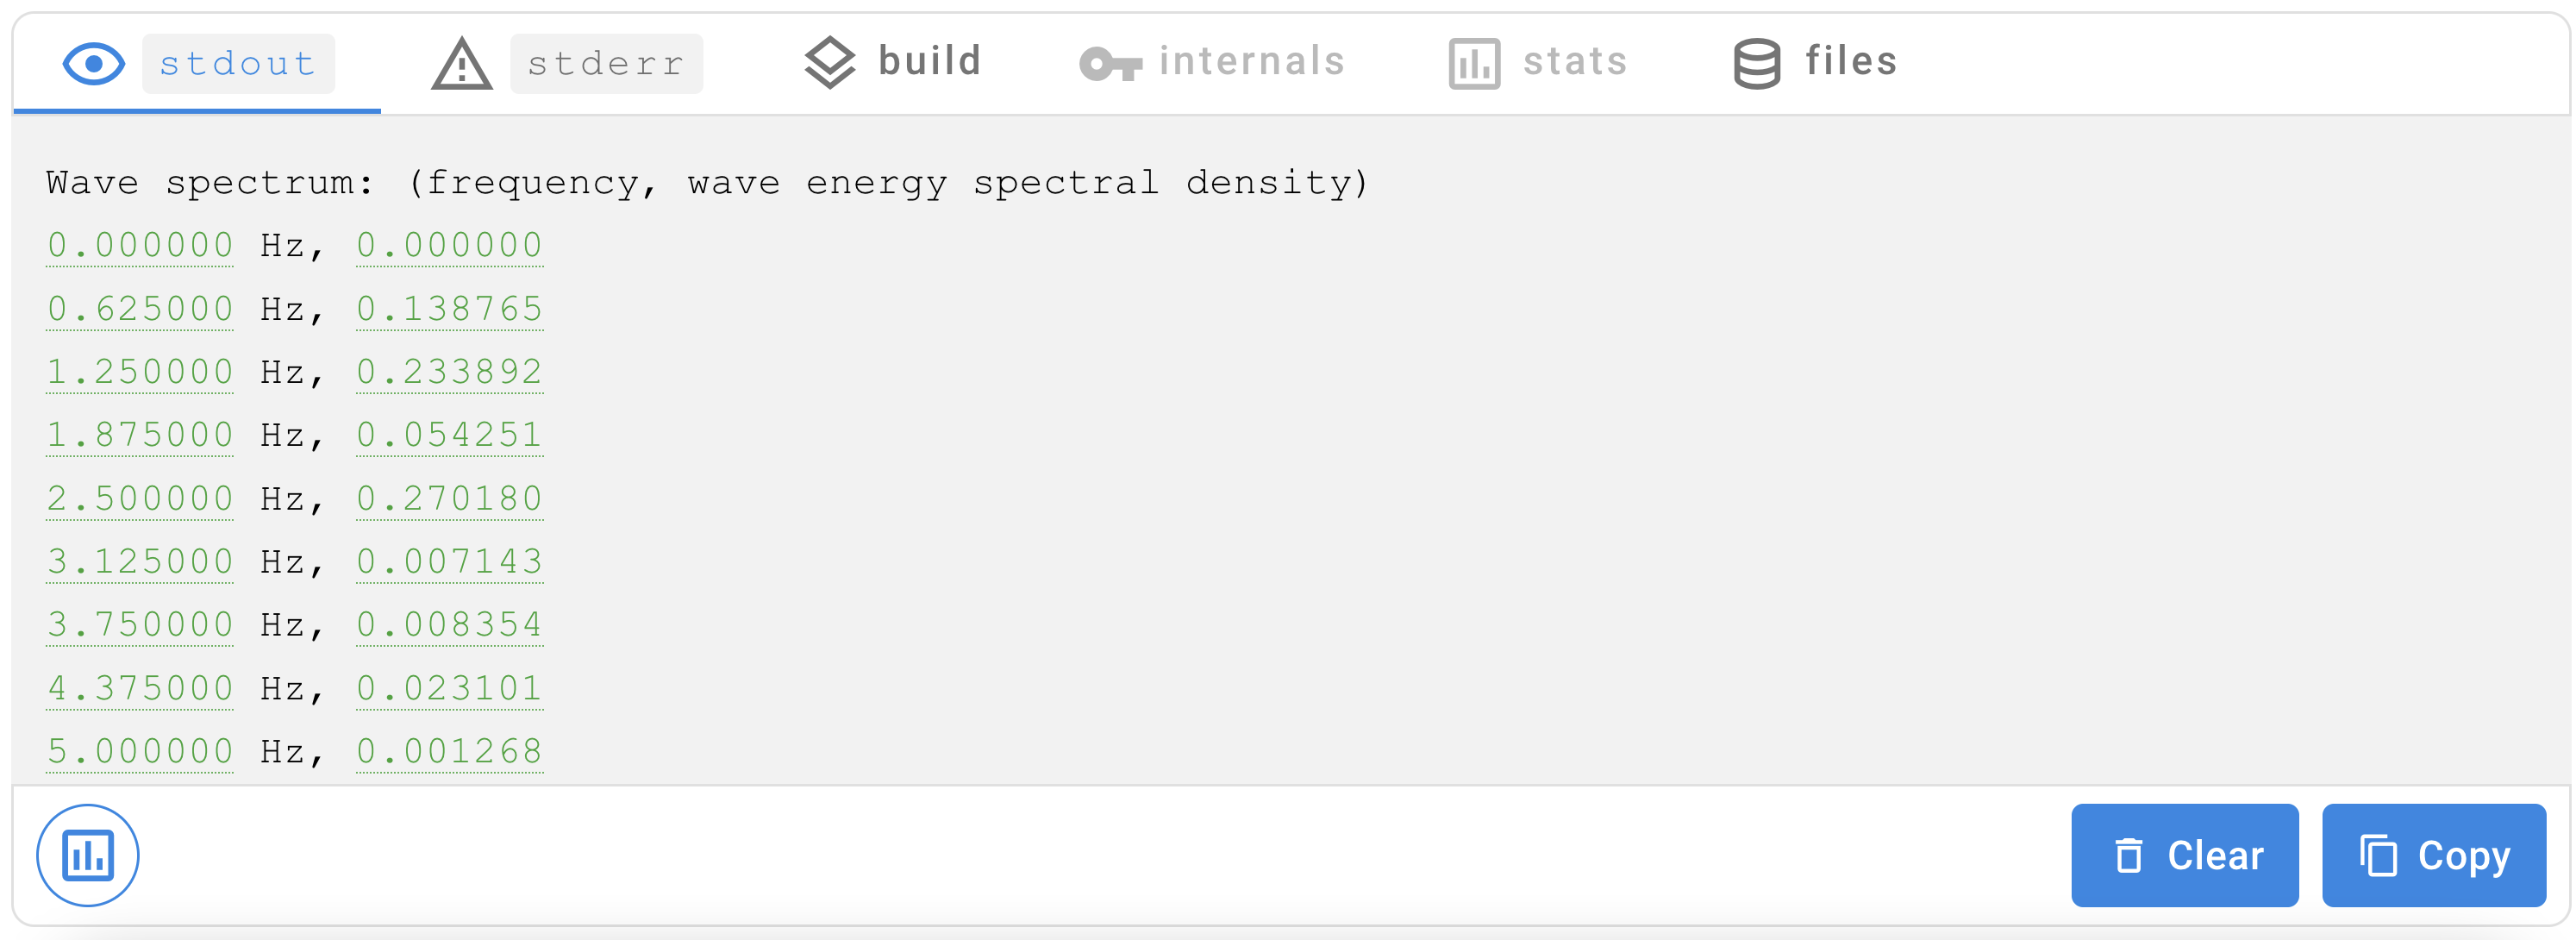 stdout stderr build internals stats files
Wave spectrum: (frequency, wave energy spectral density)
0.000000 Hz, 0.000000
0.625000 Hz, 0.138765
1.250000 Hz, 0.233892
1.875000 Hz, 0.054251
2.500000 Hz, 0.270180
3.125000 Hz, 0.007143
3.750000 Hz, 0.008354
4.375000 Hz, 0.023101
5.000000 Hz, 0.001268
Clear Copy